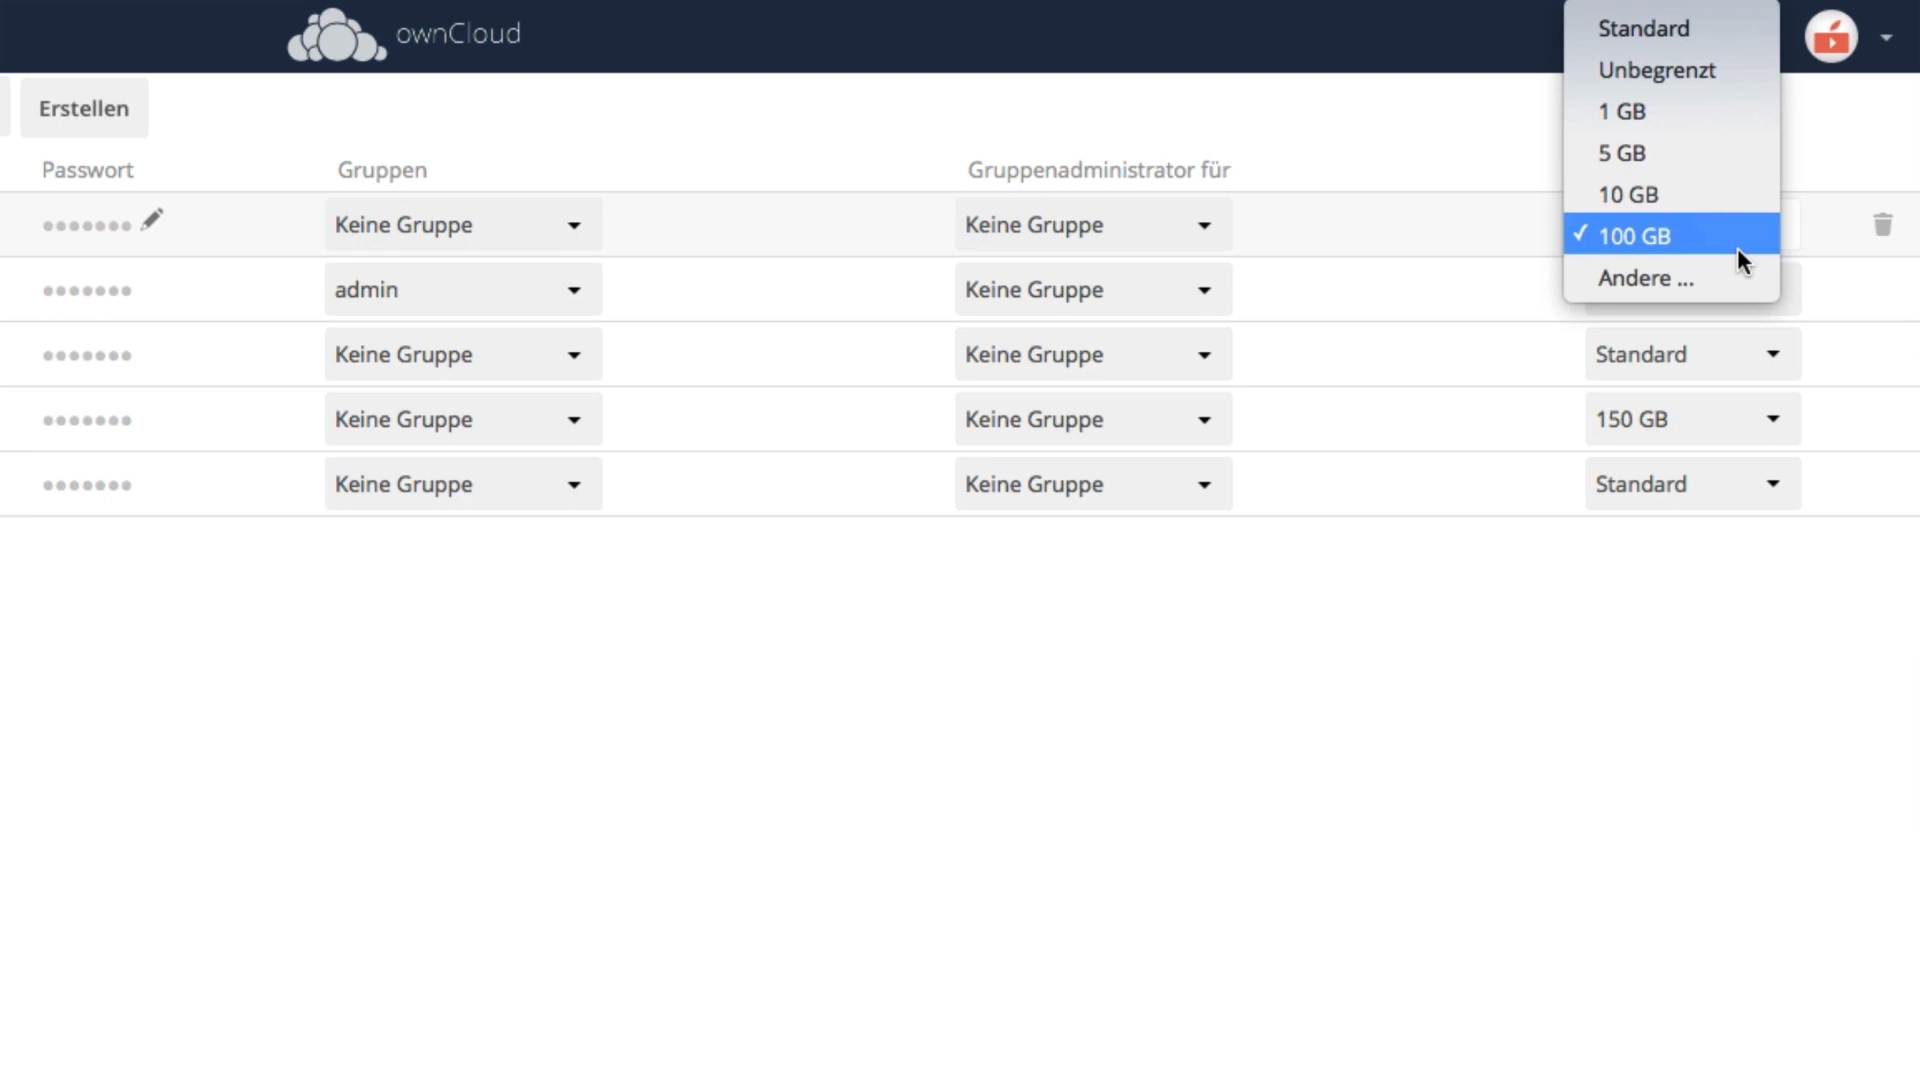 ownCloud
Standard
Unbegrenzt
1 GB
5 GB
10 GB
✓ 100 GB
Andere ...
Erstellen
Passwort Gruppen Gruppenadministrator für
Keine Gruppe Keine Gruppe
admin Keine Gruppe
Keine Gruppe Keine Gruppe Standard
Keine Gruppe Keine Gruppe 150 GB
Keine Gruppe Keine Gruppe Standard